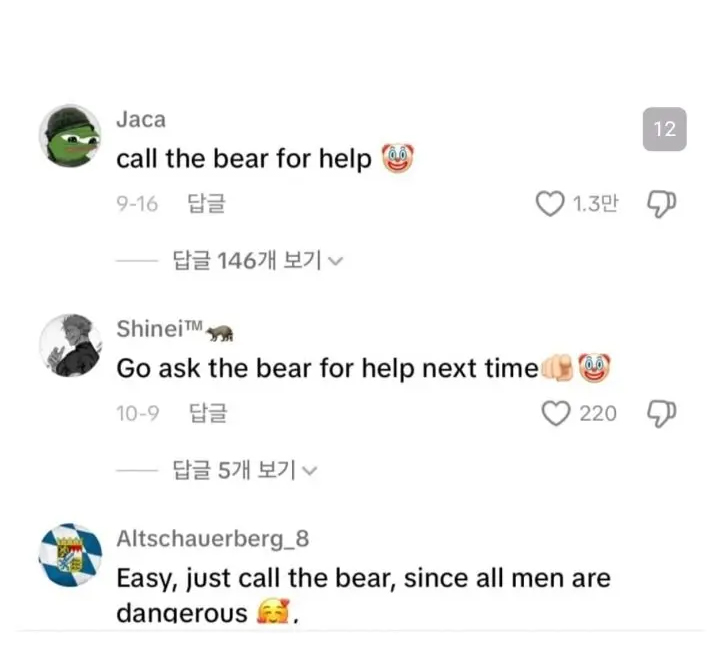 Jaca
12
call the bear for help 🤡
9-16 답글 1.3만
답글 146개 보기
Shinei™🦡
Go ask the bear for help next time🫵🏻🤡
10-9 답글 220
답글 5개 보기
Altschauerberg_8
Easy, just call the bear, since all men are
dangerous 🥰.